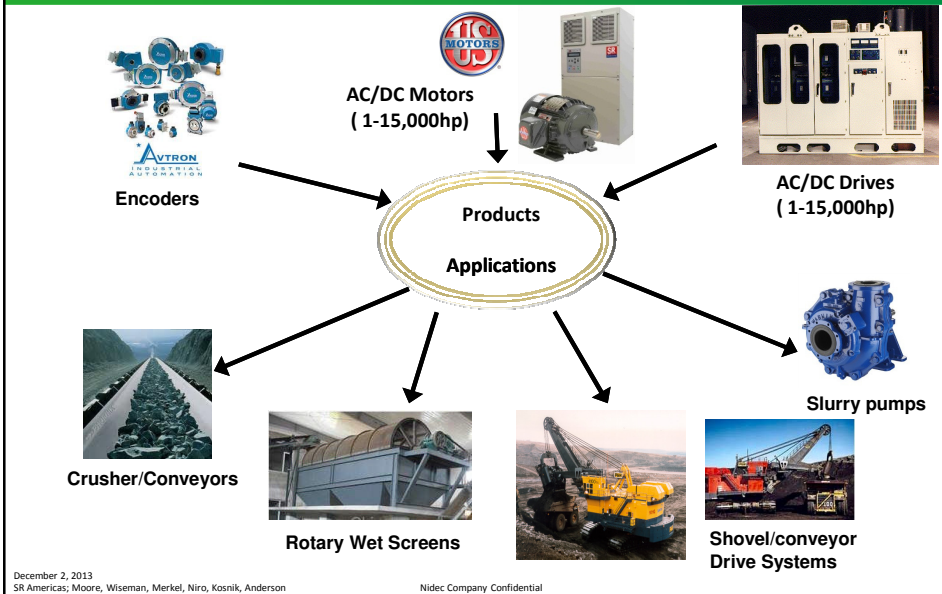 US
MOTORS
SR
AC/DC Motors
( 1-15,000hp)
AVTRON
INDUSTRIAL
AUTOMATION
Encoders
AC/DC Drives
( 1-15,000hp)
Products
Applications
Slurry pumps
Crusher/Conveyors
Rotary Wet Screens
Shovel/conveyor
Drive Systems
December 2, 2013
SR Americas; Moore, Wiseman, Merkel, Niro, Kosnik, Anderson
Nidec Company Confidential